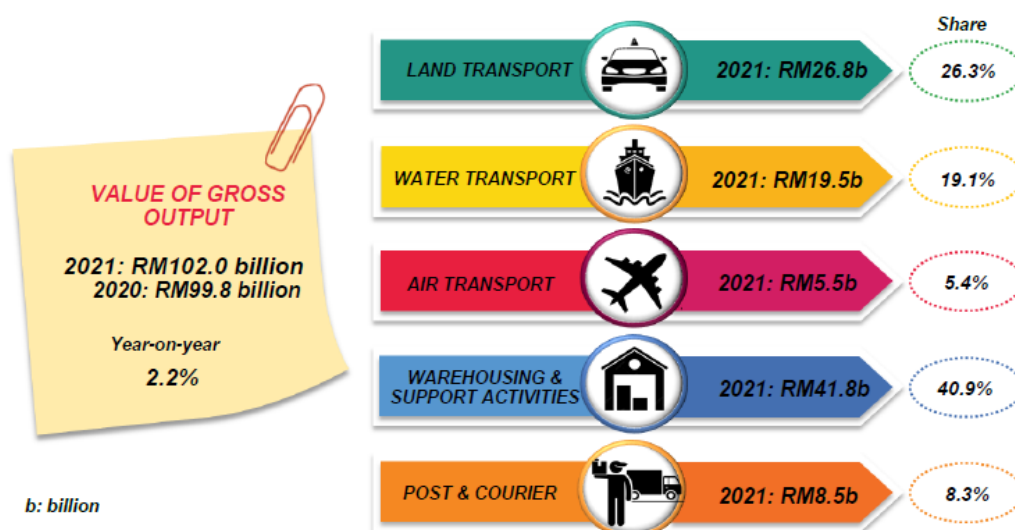 Share
LAND TRANSPORT 2021: RM26.8b 26.3%
WATER TRANSPORT 2021: RM19.5b 19.1%
AIR TRANSPORT 2021: RM5.5b 5.4%
WAREHOUSING &
SUPPORT ACTIVITIES 2021: RM41.8b 40.9%
POST & COURIER 2021: RM8.5b 8.3%
VALUE OF GROSS
OUTPUT
2021: RM102.0 billion
2020: RM99.8 billion
Year-on-year
2.2%
b: billion